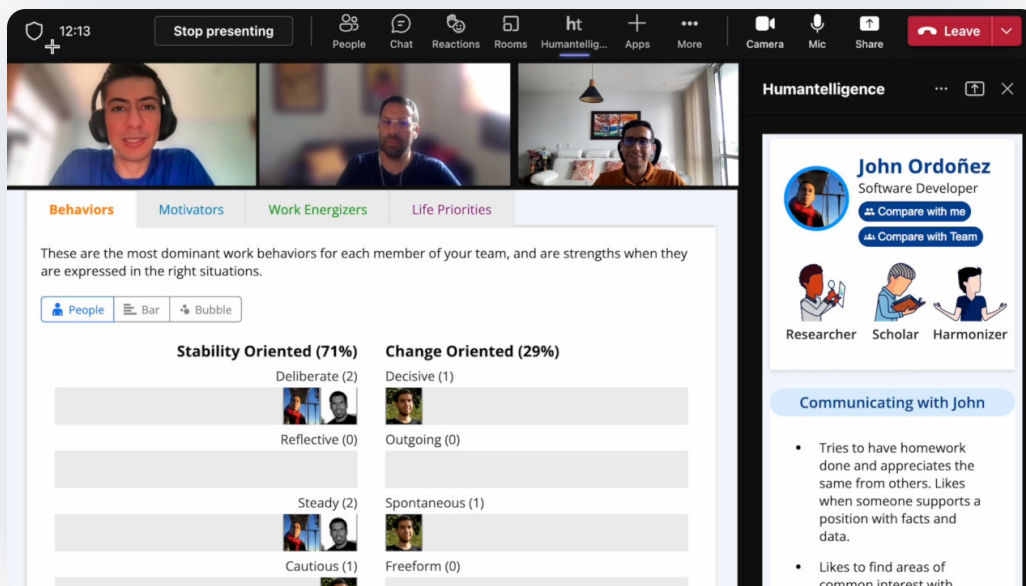 12:13
Stop presenting
People
Chat
Reactions
Rooms
ht
Humantellig...
Apps
More
Camera
Mic
Share
Leave
Behaviors
Motivators
Work Energizers
Life Priorities
These are the most dominant work behaviors for each member of your team, and are strengths when they
are expressed in the right situations.
People
Bar
Bubble
Stability Oriented (71%)
Change Oriented (29%)
Deliberate (2)
Decisive (1)
Reflective (0)
Outgoing (0)
Steady (2)
Spontaneous (1)
Cautious (1)
Freeform (0)
Humantelligence
John Ordoñez
Software Developer
Compare with me
Compare with Team
Researcher
Scholar
Harmonizer
Communicating with John
• Tries to have homework
done and appreciates the
same from others. Likes
when someone supports a
position with facts and
data.
• Likes to find areas of
common interest with